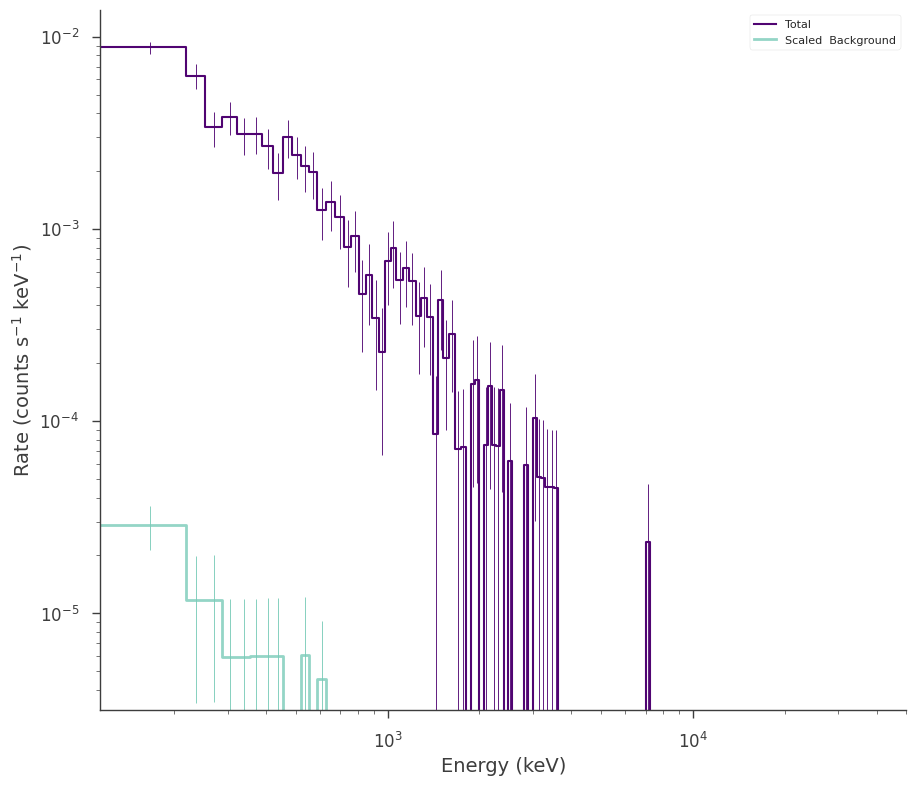 Total
Scaled  Background
10⁻²
10⁻³
10⁻⁴
10⁻⁵
Rate (counts s⁻¹ keV⁻¹)
10³
10⁴
Energy (keV)